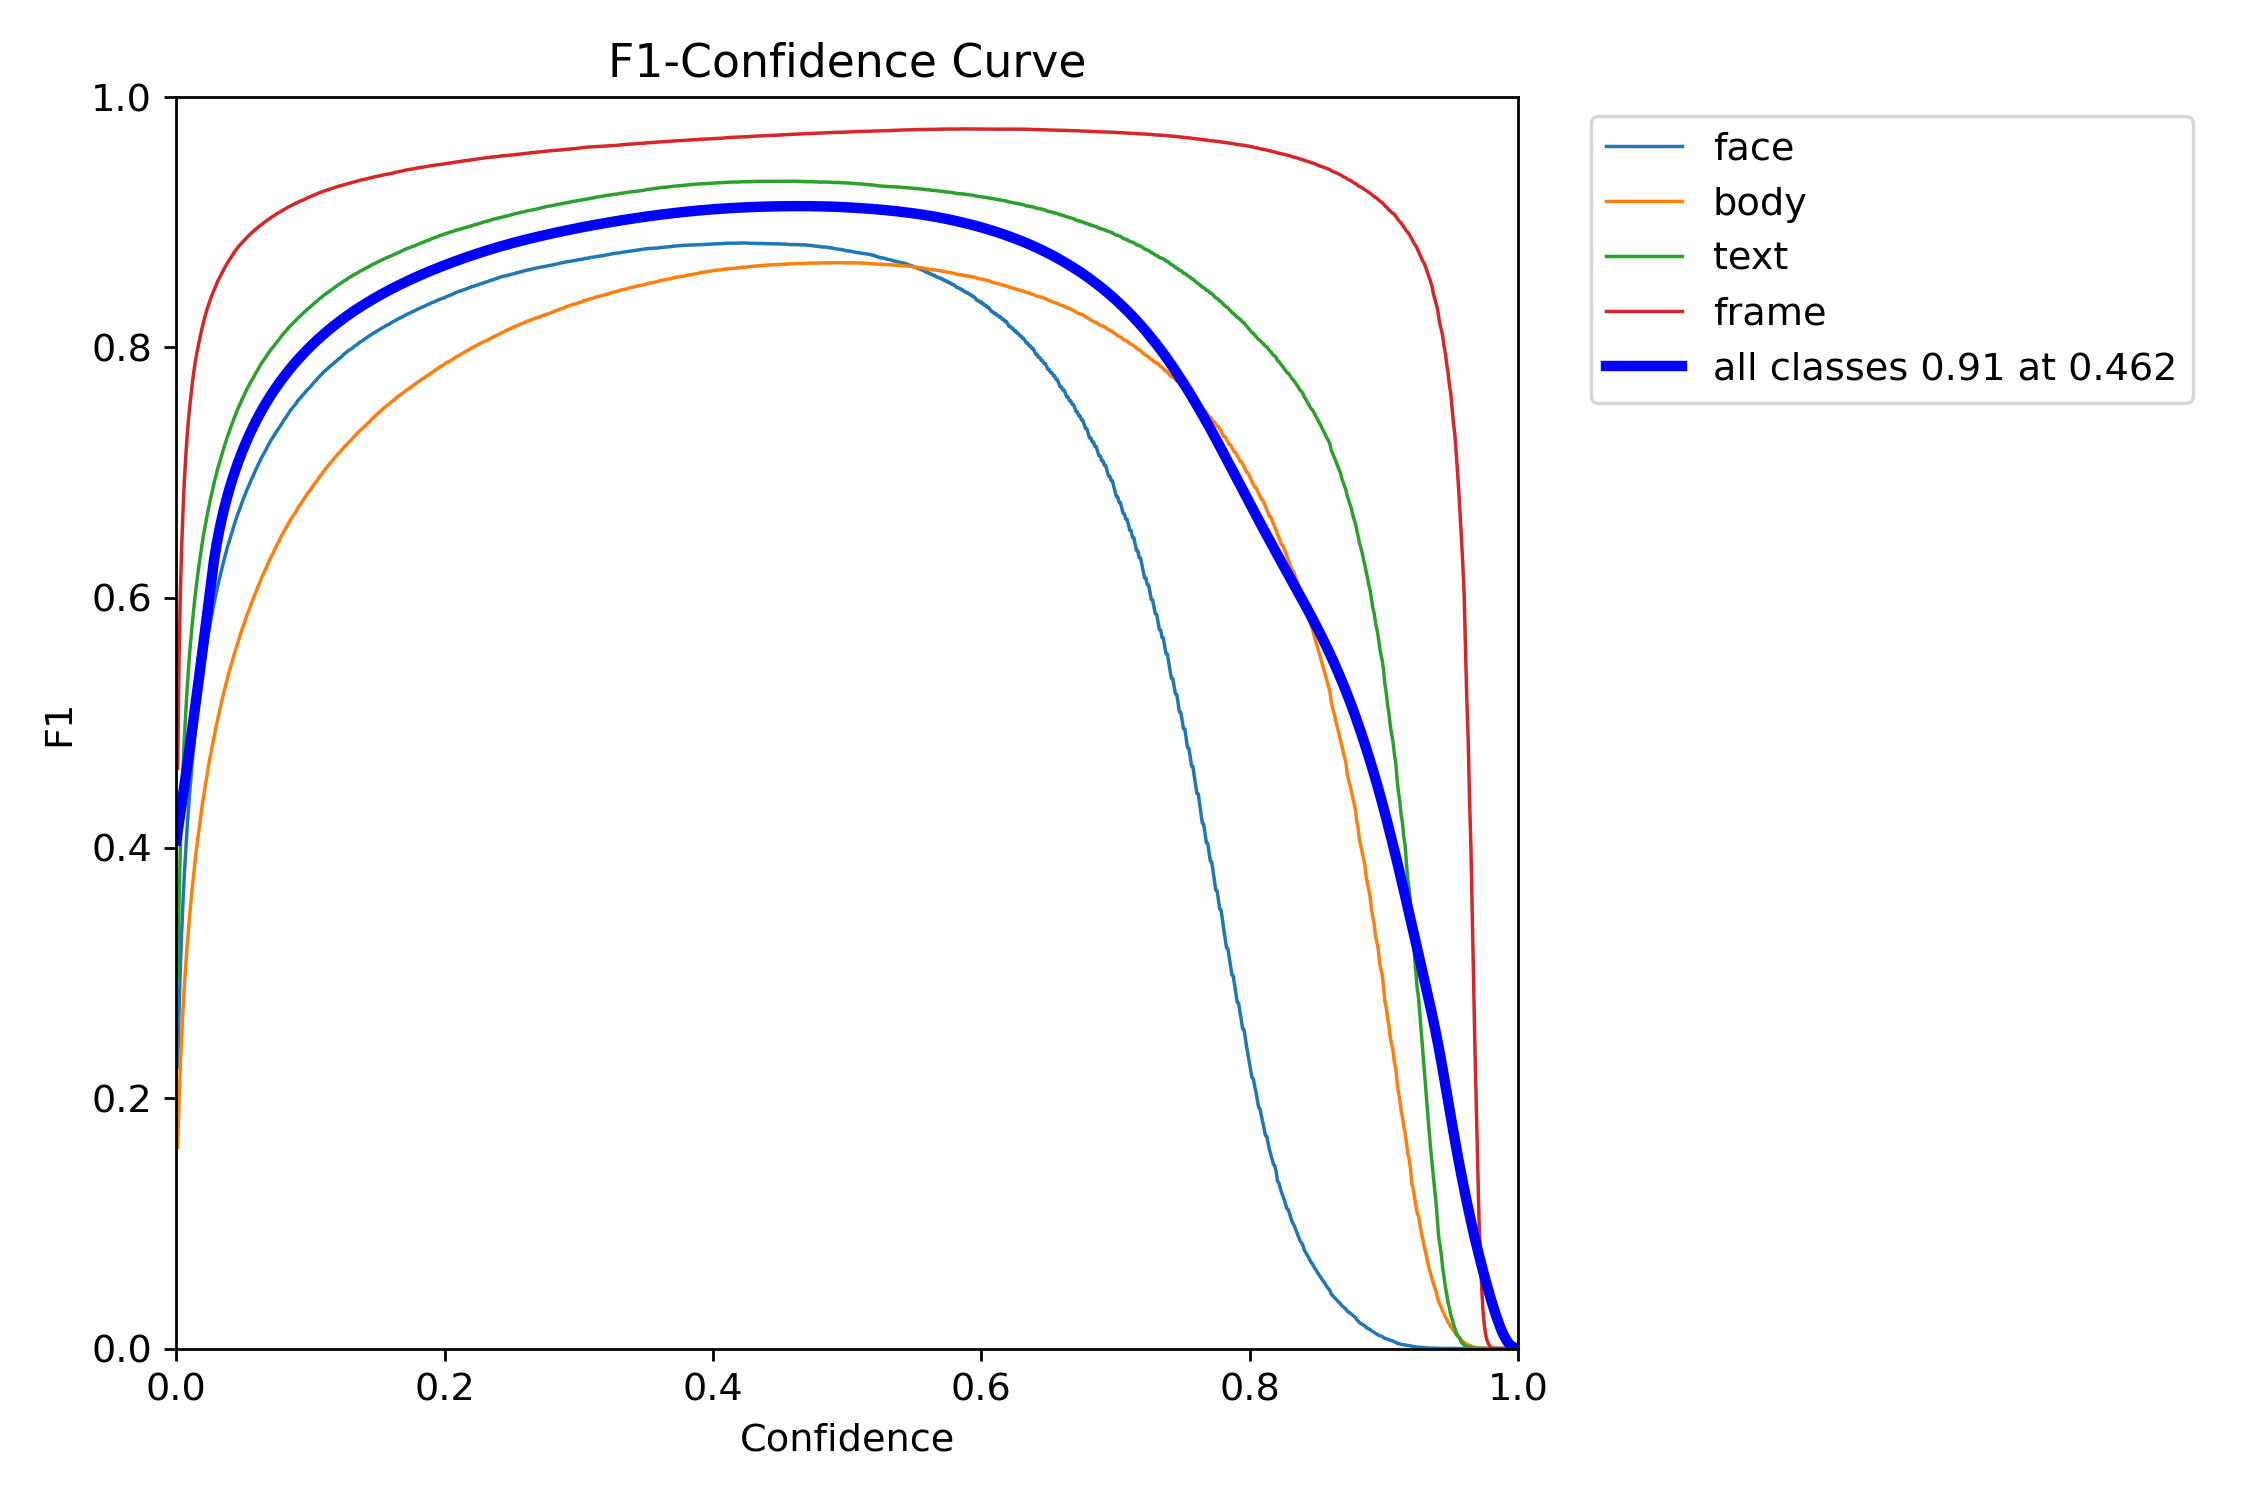 F1-Confidence Curve
1.0
0.8
0.6
0.4
0.2
0.0
F1
0.0 0.2 0.4 0.6 0.8 1.0
Confidence
face
body
text
frame
all classes 0.91 at 0.462